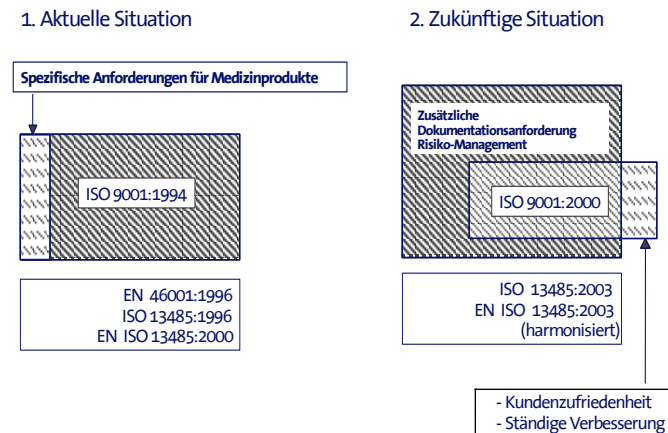 1. Aktuelle Situation
Spezifische Anforderungen für Medizinprodukte
ISO 9001:1994
EN 46001:1996
ISO 13485:1996
EN ISO 13485:2000
2. Zukünftige Situation
Zusätzliche
Dokumentationsanforderung
Risiko-Management
ISO 9001:2000
ISO 13485:2003
EN ISO 13485:2003
(harmonisiert)
- Kundenzufriedenheit
- Ständige Verbesserung